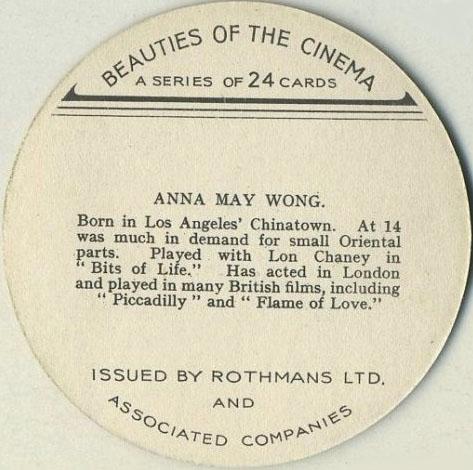 BEAUTIES OF THE CINEMA
A SERIES OF 24 CARDS
ANNA MAY WONG.
Born in Los Angeles' Chinatown. At 14
was much in demand for small Oriental
parts. Played with Lon Chaney in
" Bits of Life." Has acted in London
and played in many British films, including
" Piccadilly " and " Flame of Love."
ISSUED BY ROTHMANS LTD.
AND
ASSOCIATED COMPANIES